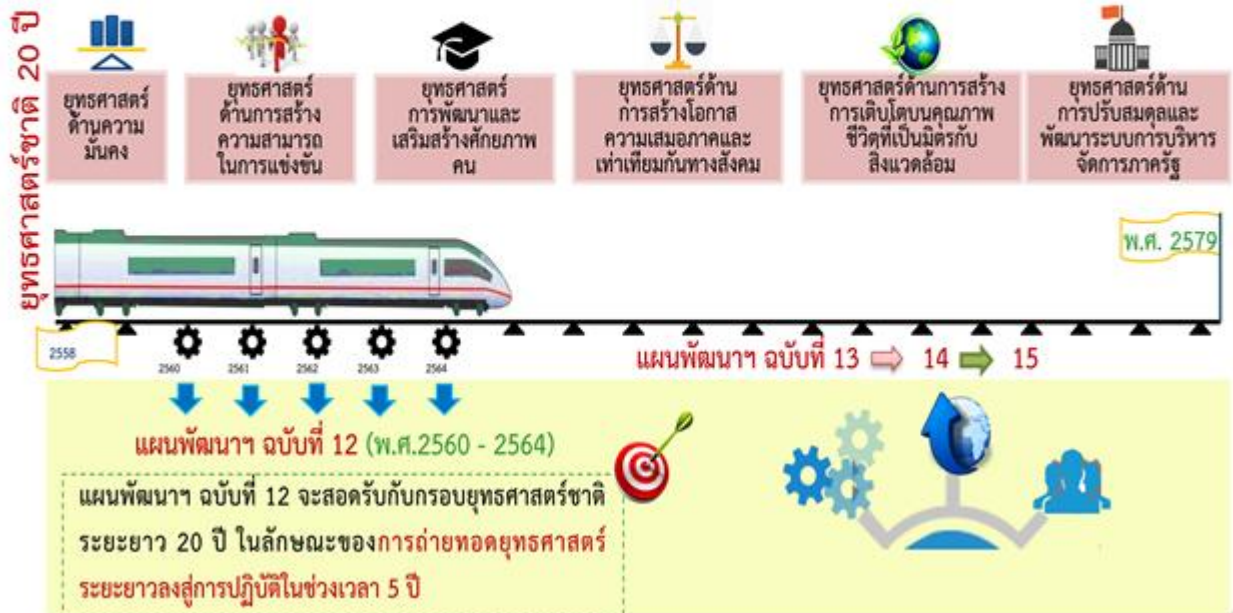 ยุทธศาสตร์ชาติ 20 ปี
ยุทธศาสตร์
ด้านความ
มั่นคง
ยุทธศาสตร์
ด้านการสร้าง
ความสามารถ
ในการแข่งขัน
ยุทธศาสตร์
การพัฒนาและ
เสริมสร้างศักยภาพ
คน
ยุทธศาสตร์ด้าน
การสร้างโอกาส
ความเสมอภาคและ
เท่าเทียมกันทางสังคม
ยุทธศาสตร์ด้านการสร้าง
การเติบโตบนคุณภาพ
ชีวิตที่เป็นมิตรกับ
สิ่งแวดล้อม
ยุทธศาสตร์ด้าน
การปรับสมดุลและ
พัฒนาระบบการบริหาร
จัดการภาครัฐ
พ.ศ. 2579
2558
2560 2561 2562 2563 2564
แผนพัฒนาฯ ฉบับที่ 13 14 15
แผนพัฒนาฯ ฉบับที่ 12 (พ.ศ.2560 - 2564)
แผนพัฒนาฯ ฉบับที่ 12 จะสอดรับกับกรอบยุทธศาสตร์ชาติ
ระยะยาว 20 ปี ในลักษณะของการถ่ายทอดยุทธศาสตร์
ระยะยาวลงสู่การปฏิบัติในช่วงเวลา 5 ปี